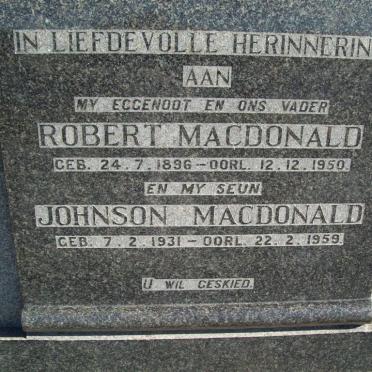 IN LIEFDEVOLLE HERINNERIN
AAN
MY EGGENOOT EN ONS VADER
ROBERT MACDONALD
GEB. 24. 7. 1896 – OORL. 12. 12. 1950.
EN MY SEUN
JOHNSON MACDONALD
GEB. 7. 2. 1931 – OORL. 22. 2. 1959.
U WIL GESKIED.